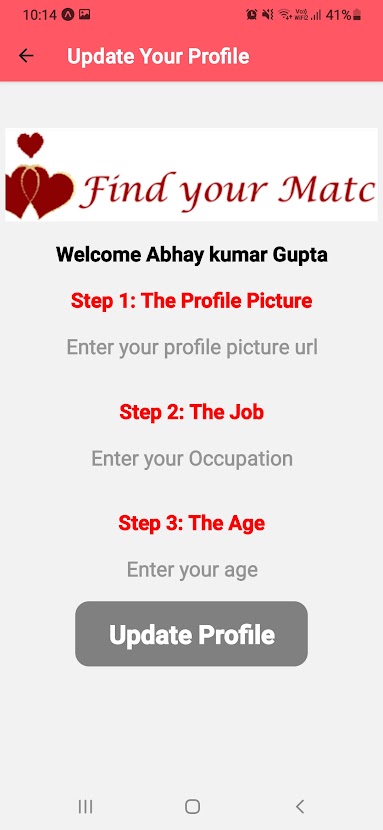 10:14 41%
Update Your Profile
Find your Matc
Welcome Abhay kumar Gupta
Step 1: The Profile Picture
Enter your profile picture url
Step 2: The Job
Enter your Occupation
Step 3: The Age
Enter your age
Update Profile